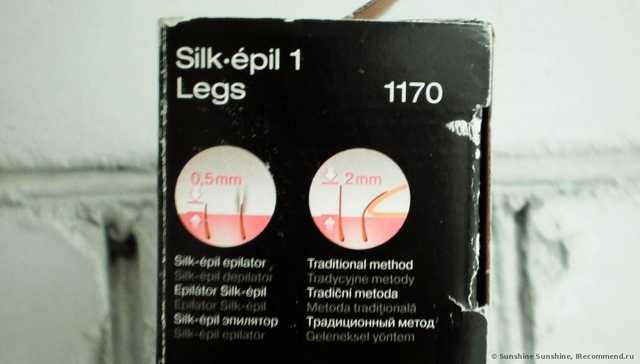 Silk·épil 1
Legs
1170
0,5mm
2mm
Silk-épil epilator
Silk-épil depilator
Epilátor Silk-épil
Epilator Silk-épil
Silk-épil эпилятор
Silk-épil epilatör
Traditional method
Tradycyjne metody
Tradiční metoda
Metoda tradiţională
Традиционный метод
Geleneksel yöntem
© Sunshine Sunshine, IRecommend.ru